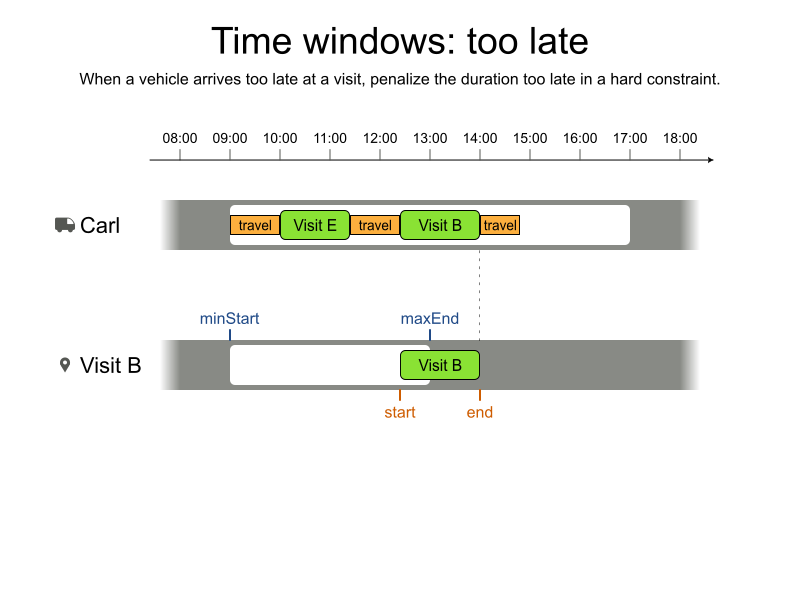 Time windows: too late
When a vehicle arrives too late at a visit, penalize the duration too late in a hard constraint.
08:00 09:00 10:00 11:00 12:00 13:00 14:00 15:00 16:00 17:00 18:00
Carl travel Visit E travel Visit B travel
minStart maxEnd
Visit B Visit B
start end